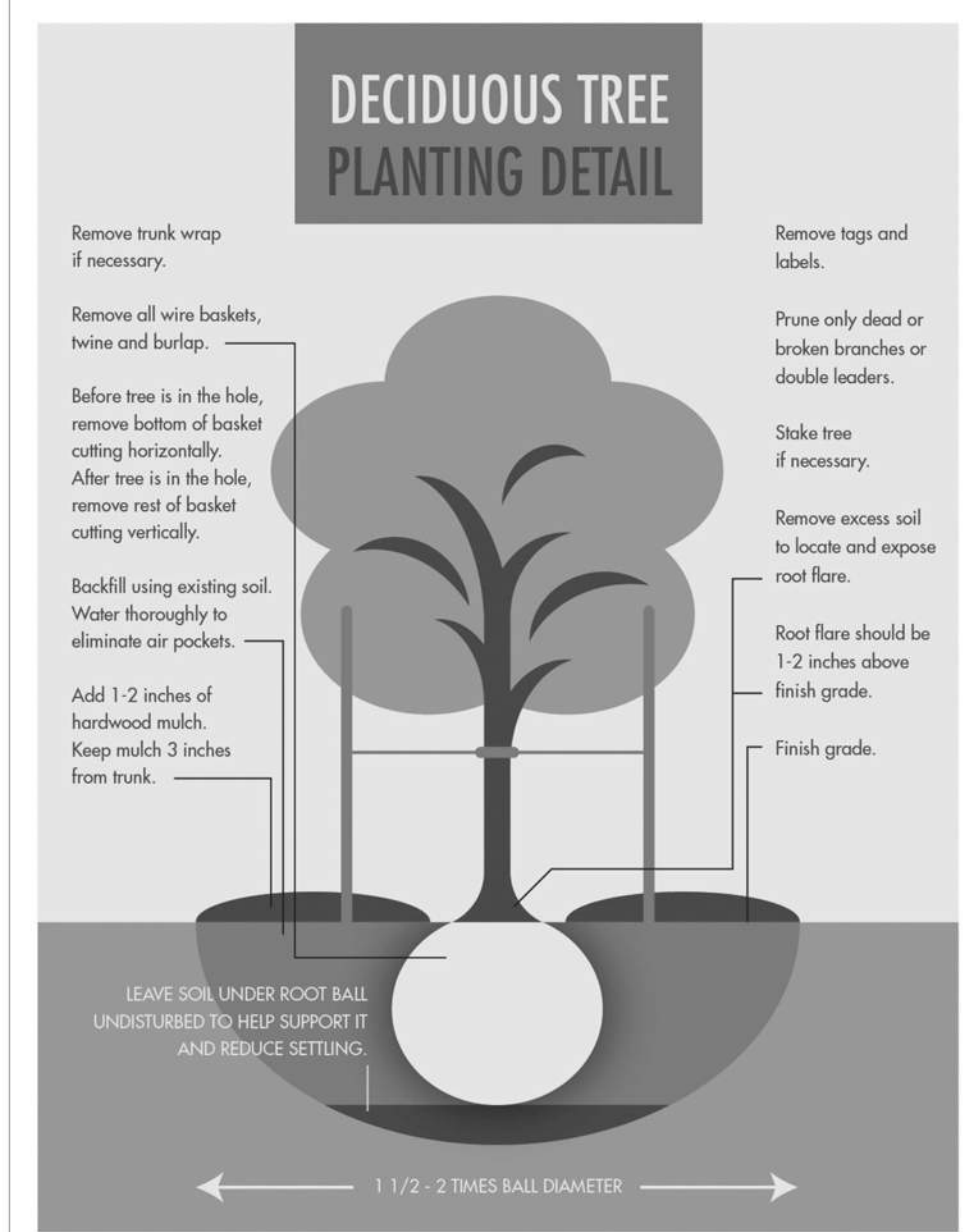 DECIDUOUS TREE
PLANTING DETAIL
Remove trunk wrap
if necessary.
Remove all wire baskets,
twine and burlap.
Before tree is in the hole,
remove bottom of basket
cutting horizontally.
After tree is in the hole,
remove rest of basket
cutting vertically.
Backfill using existing soil.
Water thoroughly to
eliminate air pockets.
Add 1-2 inches of
hardwood mulch.
Keep mulch 3 inches
from trunk.
Remove tags and
labels.
Prune only dead or
broken branches or
double leaders.
Stake tree
if necessary.
Remove excess soil
to locate and expose
root flare.
Root flare should be
1-2 inches above
finish grade.
Finish grade.
LEAVE SOIL UNDER ROOT BALL
UNDISTURBED TO HELP SUPPORT IT
AND REDUCE SETTLING.
1 1/2 - 2 TIMES BALL DIAMETER